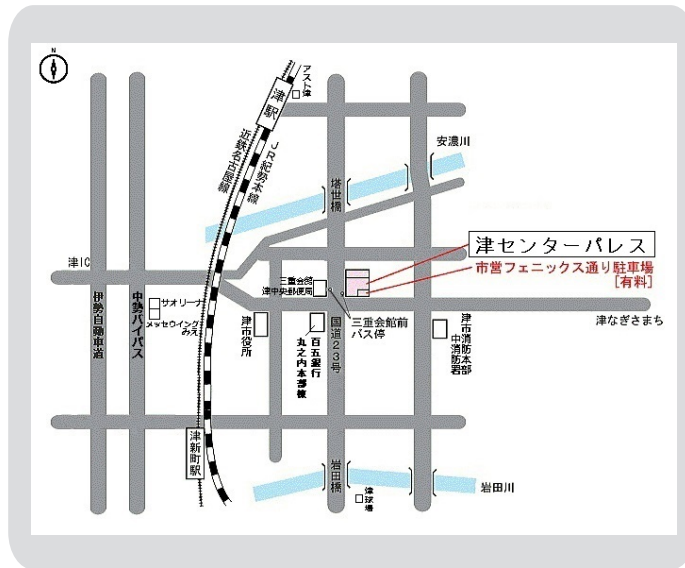 N
アスト津
津駅
近鉄名古屋線
JR紀勢本線
安濃川
塔世橋
津センターパレス
市営フェニックス通り駐車場
[有料]
津IC
三重会館
津中央郵便局
サオリーナ
メッセウイング
みえ
伊勢自動車道
中勢バイパス
津市役所
百五銀行
丸之内本部棟
国道23号
三重会館前
バス停
津市消防本部
中消防署
津なぎさまち
津新町駅
岩田橋
津球場
岩田川